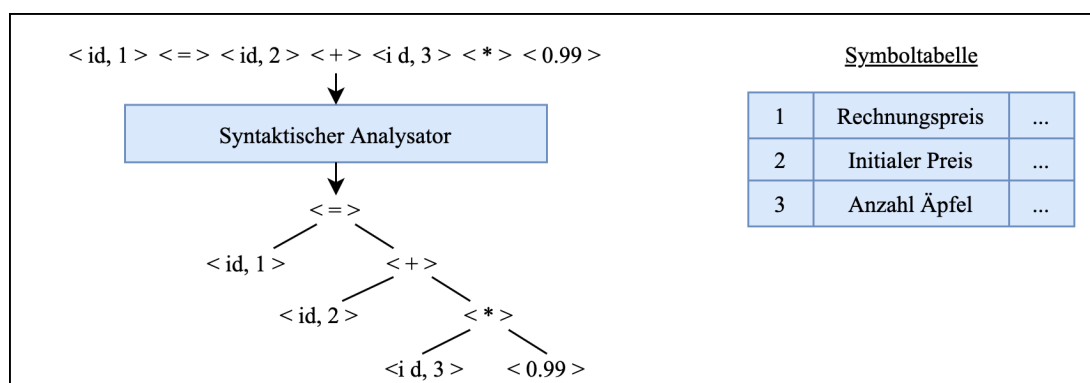 < id, 1 > < = > < id, 2 > < + > <i d, 3 > < * > < 0.99 >
Syntaktischer Analysator
< = >
< id, 1 >
< + >
< id, 2 >
< * >
<i d, 3 >
< 0.99 >
Symboltabelle
1 Rechnungspreis ...
2 Initialer Preis ...
3 Anzahl Äpfel ...